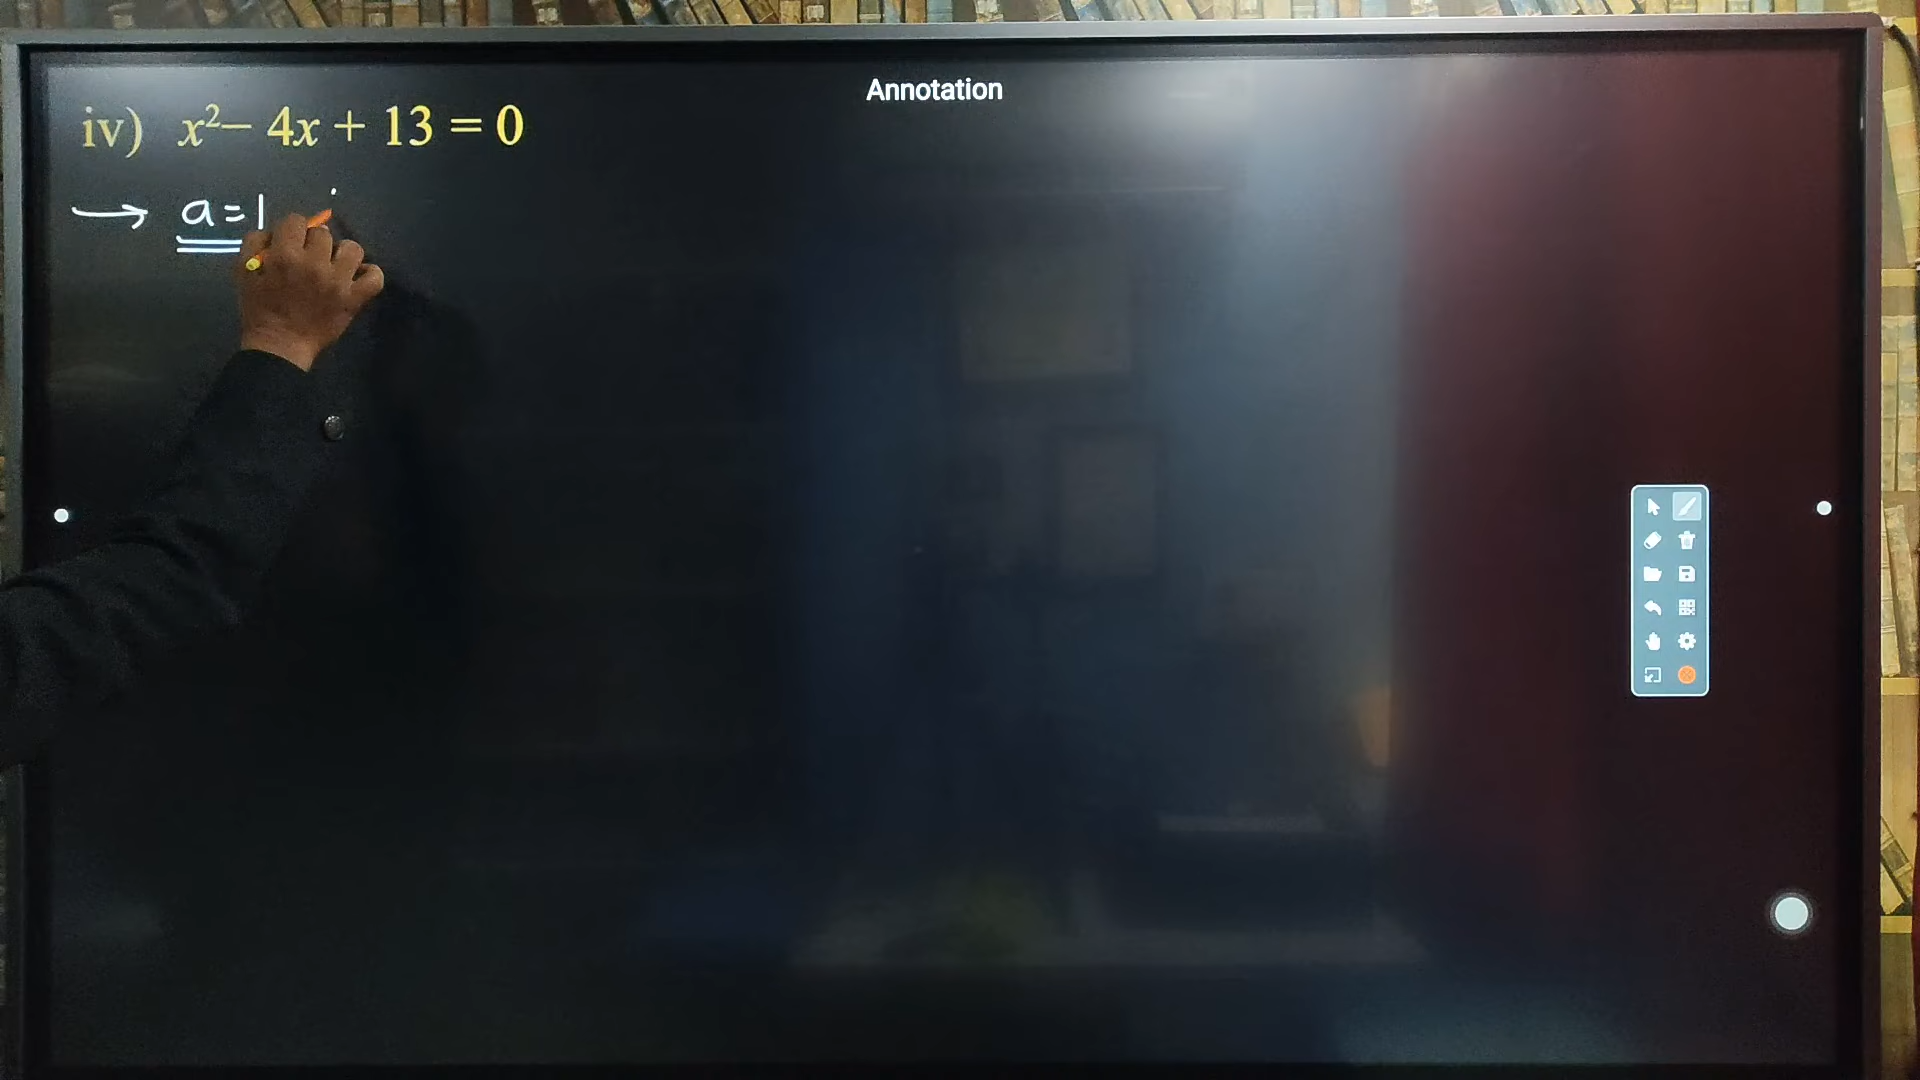 Annotation
iv) x²– 4x + 13 = 0
→ a=1